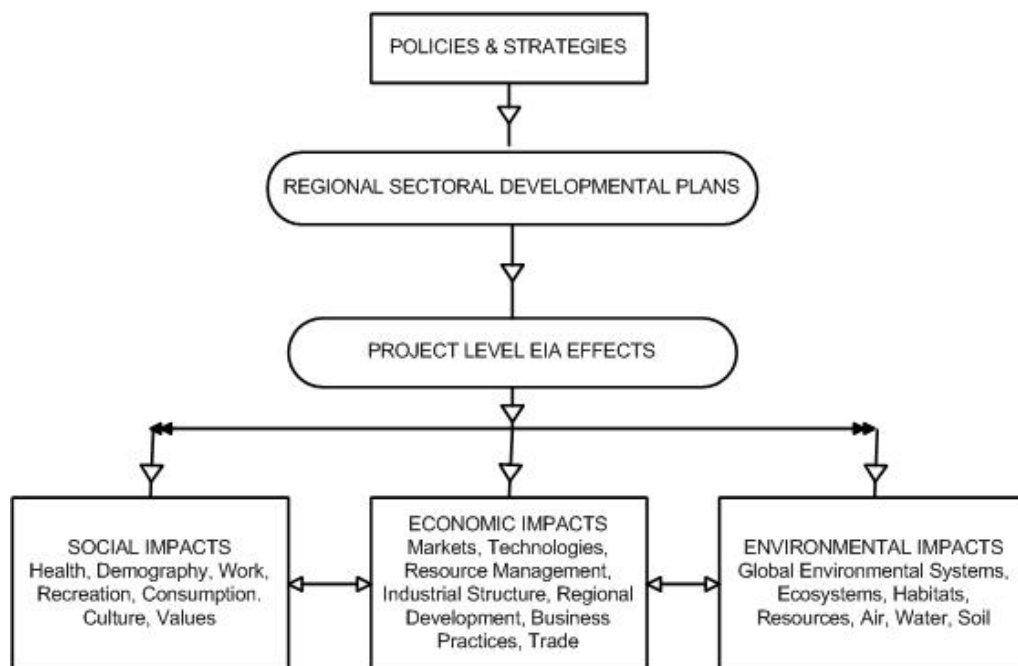 POLICIES & STRATEGIES
REGIONAL SECTORAL DEVELOPMENTAL PLANS
PROJECT LEVEL EIA EFFECTS
SOCIAL IMPACTS
Health, Demography, Work,
Recreation, Consumption.
Culture, Values
ECONOMIC IMPACTS
Markets, Technologies,
Resource Management,
Industrial Structure, Regional
Development, Business
Practices, Trade
ENVIRONMENTAL IMPACTS
Global Environmental Systems,
Ecosystems, Habitats,
Resources, Air, Water, Soil